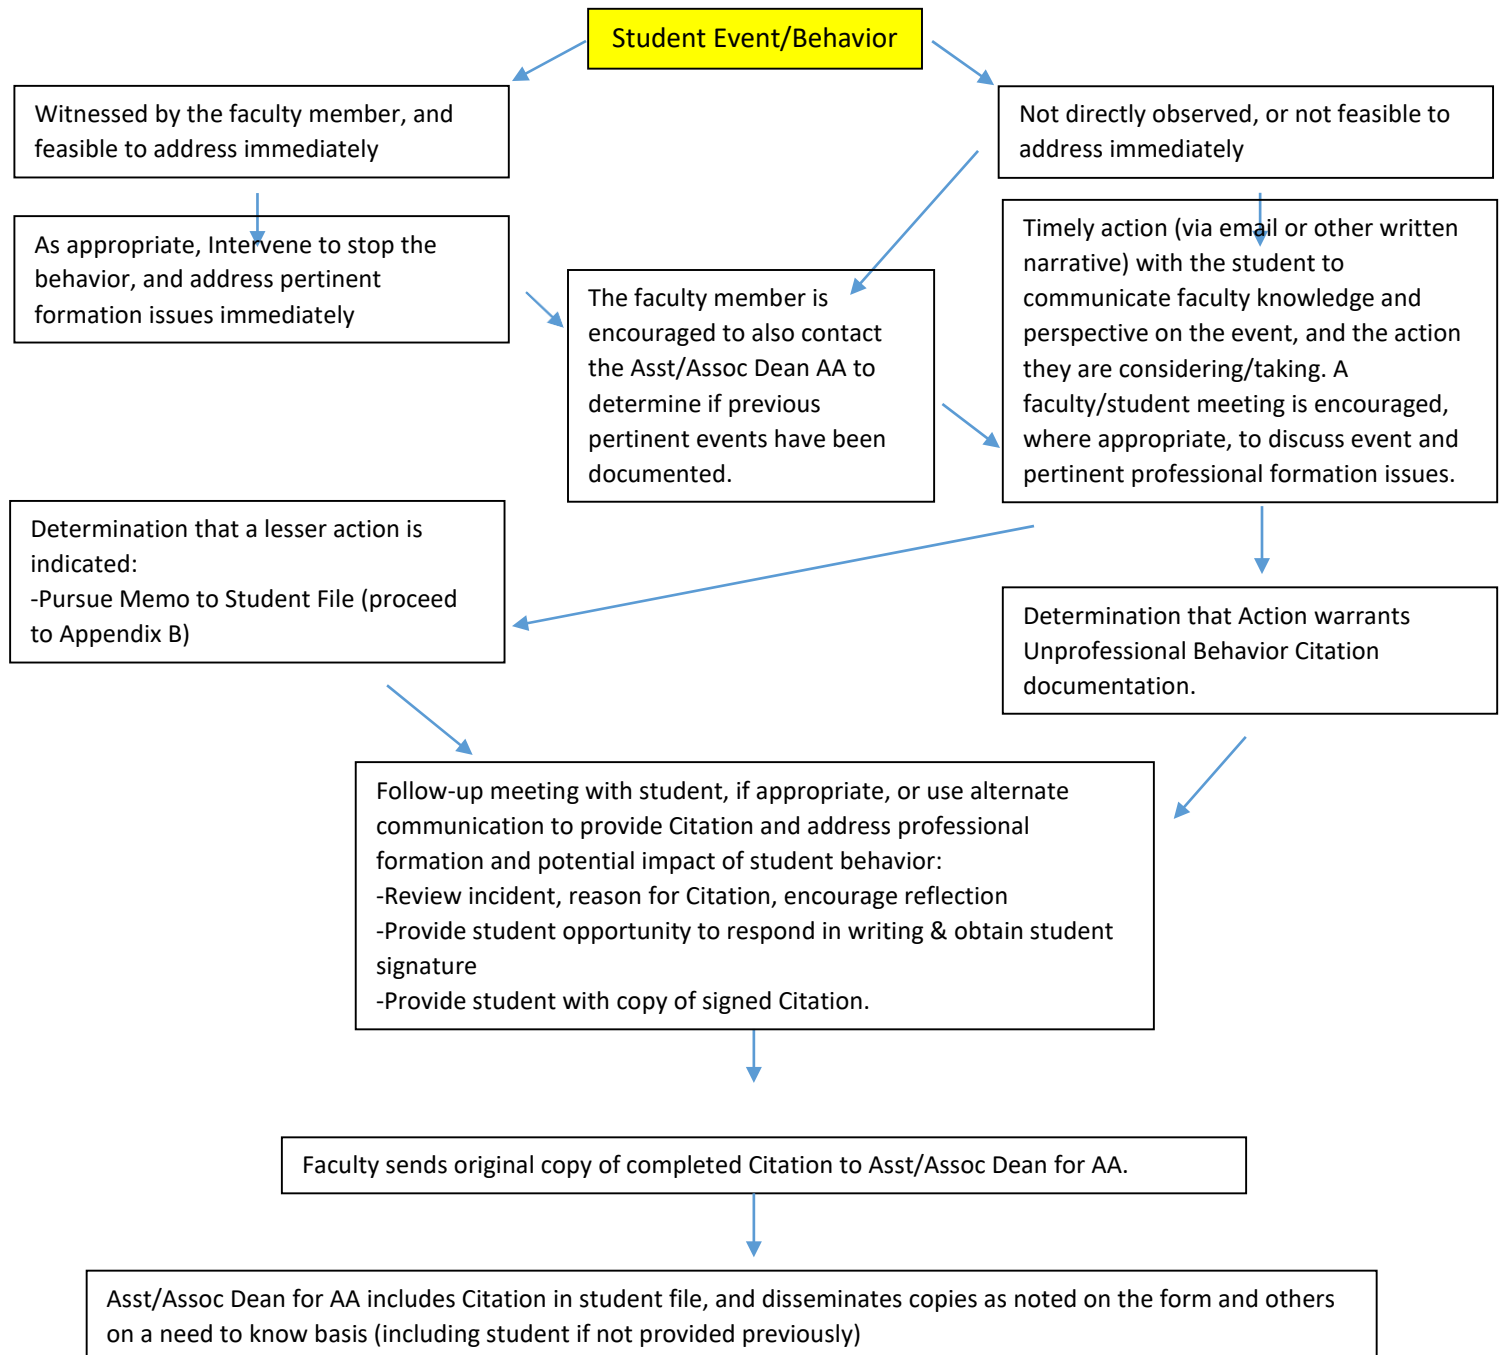 Student Event/Behavior
Witnessed by the faculty member, and
feasible to address immediately
Not directly observed, or not feasible to
address immediately
As appropriate, Intervene to stop the
behavior, and address pertinent
formation issues immediately
The faculty member is
encouraged to also contact
the Asst/Assoc Dean AA to
determine if previous
pertinent events have been
documented.
Timely action (via email or other written
narrative) with the student to
communicate faculty knowledge and
perspective on the event, and the action
they are considering/taking. A
faculty/student meeting is encouraged,
where appropriate, to discuss event and
pertinent professional formation issues.
Determination that a lesser action is
indicated:
-Pursue Memo to Student File (proceed
to Appendix B)
Determination that Action warrants
Unprofessional Behavior Citation
documentation.
Follow-up meeting with student, if appropriate, or use alternate
communication to provide Citation and address professional
formation and potential impact of student behavior:
-Review incident, reason for Citation, encourage reflection
-Provide student opportunity to respond in writing & obtain student
signature
-Provide student with copy of signed Citation.
Faculty sends original copy of completed Citation to Asst/Assoc Dean for AA.
Asst/Assoc Dean for AA includes Citation in student file, and disseminates copies as noted on the form and others
on a need to know basis (including student if not provided previously)